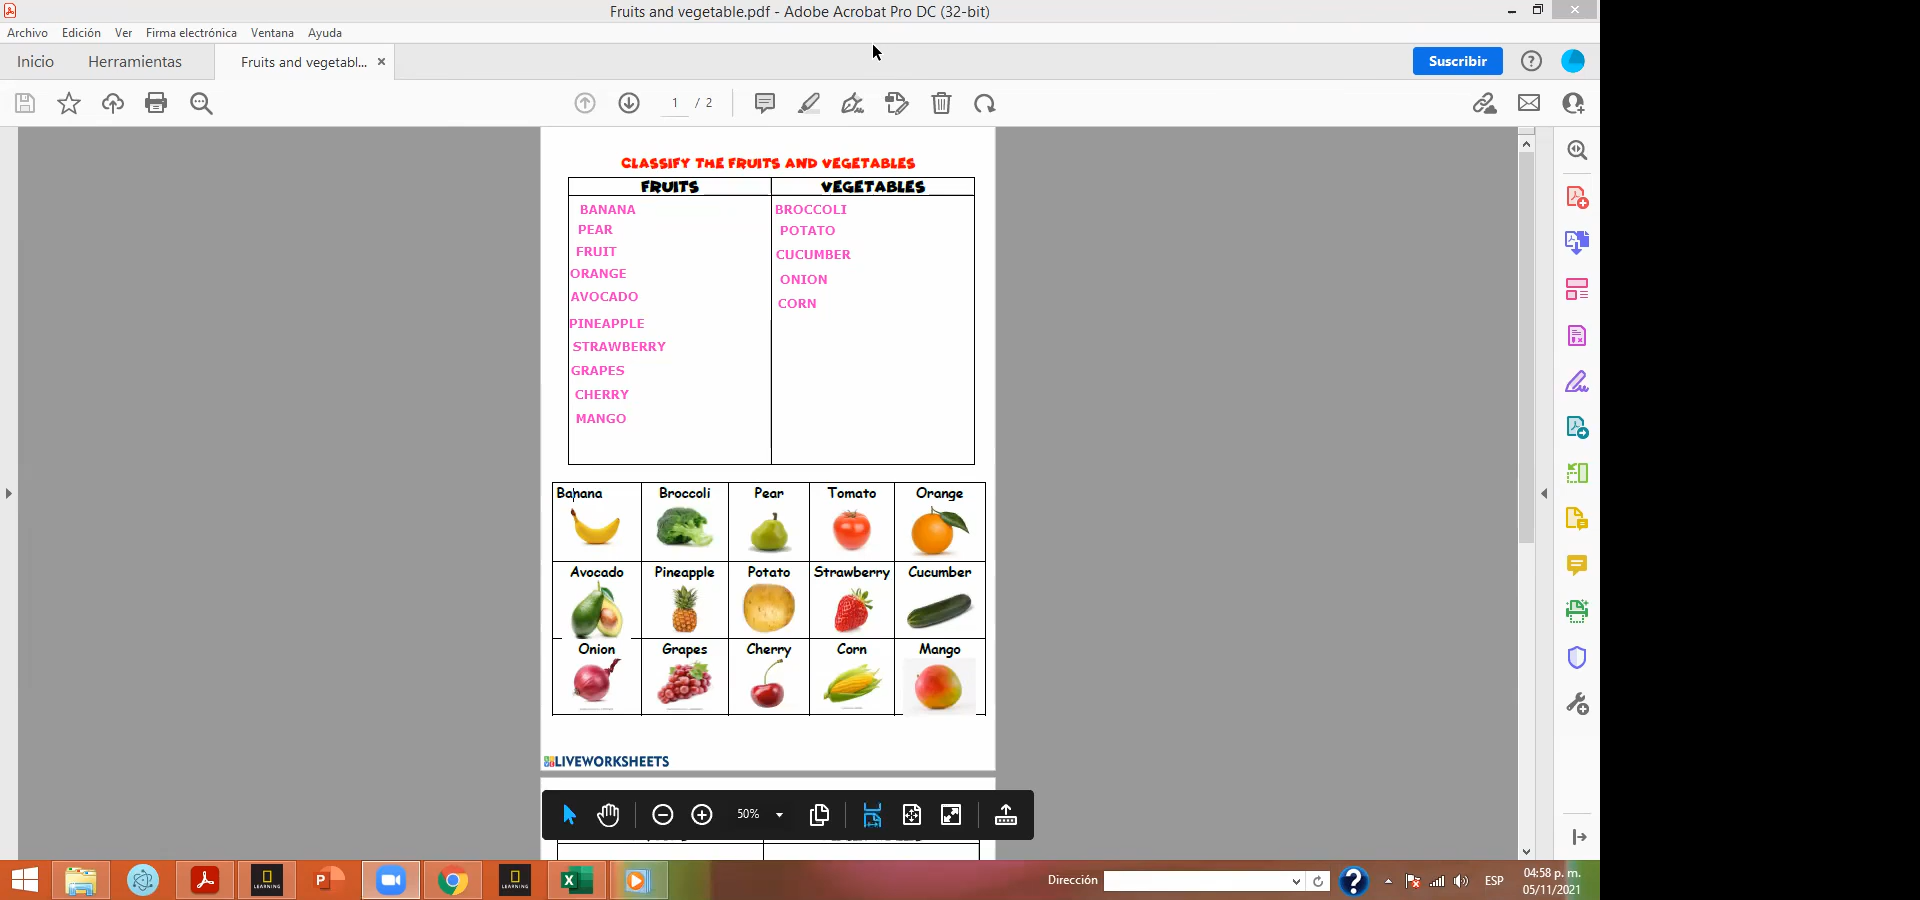 Fruits and vegetable.pdf - Adobe Acrobat Pro DC (32-bit)
Archivo Edición Ver Firma electrónica Ventana Ayuda
Inicio Herramientas Fruits and vegetabl... Suscribir
1 / 2
CLASSIFY THE FRUITS AND VEGETABLES
FRUITS VEGETABLES
BANANA BROCCOLI
PEAR POTATO
FRUIT CUCUMBER
ORANGE ONION
AVOCADO CORN
PINEAPPLE
STRAWBERRY
GRAPES
CHERRY
MANGO
Banana Broccoli Pear Tomato Orange
Avocado Pineapple Potato Strawberry Cucumber
Onion Grapes Cherry Corn Mango
LIVEWORKSHEETS
50%
LEARNING LEARNING
Dirección ESP 04:58 p. m.
05/11/2021